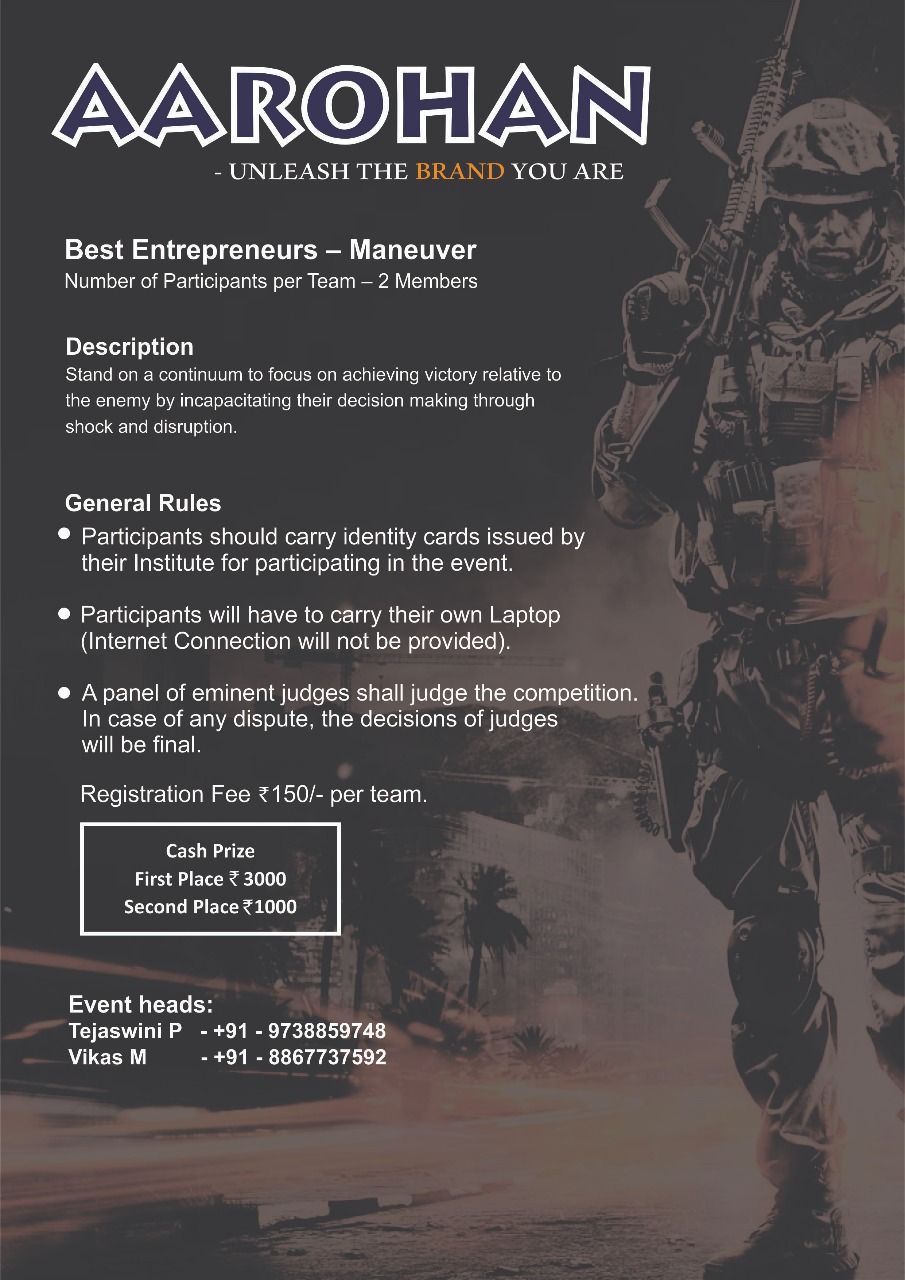 AAROHAN
- UNLEASH THE BRAND YOU ARE
Best Entrepreneurs – Maneuver
Number of Participants per Team – 2 Members
Description
Stand on a continuum to focus on achieving victory relative to
the enemy by incapacitating their decision making through
shock and disruption.
General Rules
● Participants should carry identity cards issued by
their Institute for participating in the event.
● Participants will have to carry their own Laptop
(Internet Connection will not be provided).
● A panel of eminent judges shall judge the competition.
In case of any dispute, the decisions of judges
will be final.
Registration Fee ₹150/- per team.
Cash Prize
First Place ₹ 3000
Second Place ₹1000
Event heads:
Tejaswini P - +91 - 9738859748
Vikas M - +91 - 8867737592